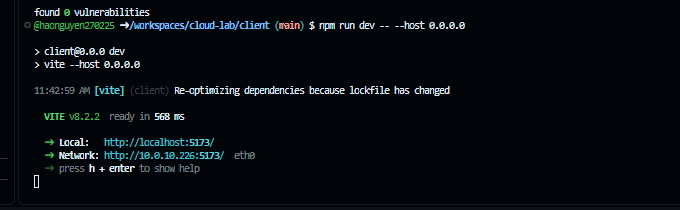 found 0 vulnerabilities
@haonguyen270225 ➜/workspaces/cloud-lab/client (main) $ npm run dev -- --host 0.0.0.0
> client@0.0.0 dev
> vite --host 0.0.0.0
11:42:59 AM [vite] (client) Re-optimizing dependencies because lockfile has changed
VITE v8.2.2 ready in 568 ms
➜ Local: http://localhost:5173/
➜ Network: http://10.0.10.226:5173/ eth0
➜ press h + enter to show help